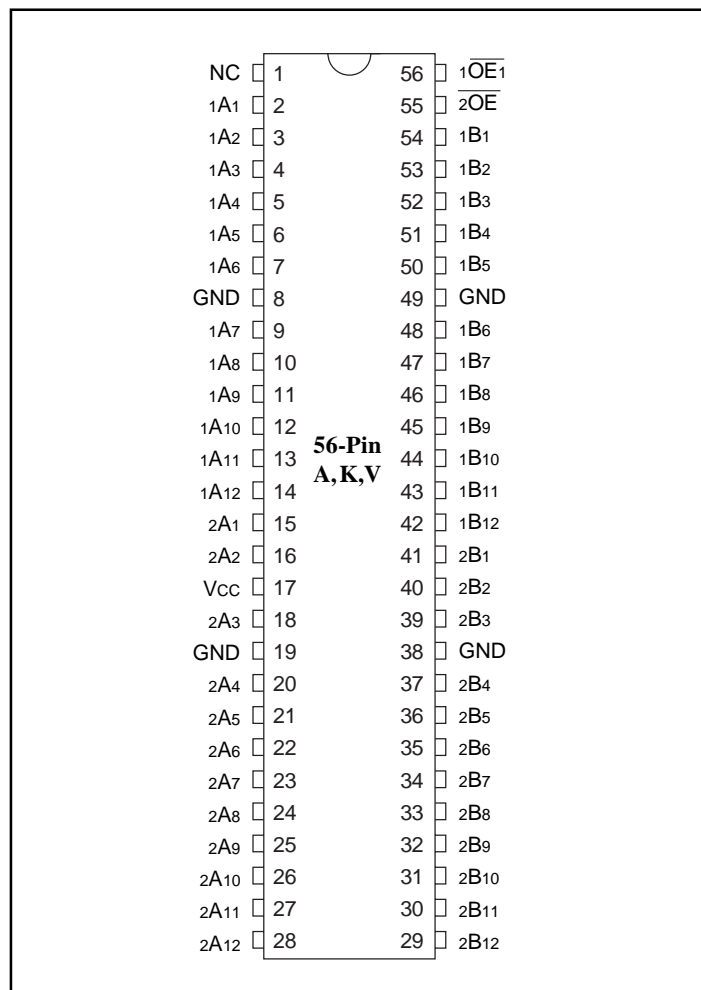 NC 1 56 1OE1
1A1 2 55 2OE
1A2 3 54 1B1
1A3 4 53 1B2
1A4 5 52 1B3
1A5 6 51 1B4
1A6 7 50 1B5
GND 8 49 GND
1A7 9 48 1B6
1A8 10 47 1B7
1A9 11 46 1B8
1A10 12 45 1B9
56-Pin
1A11 13 44 1B10
A,K,V
1A12 14 43 1B11
2A1 15 42 1B12
2A2 16 41 2B1
VCC 17 40 2B2
2A3 18 39 2B3
GND 19 38 GND
2A4 20 37 2B4
2A5 21 36 2B5
2A6 22 35 2B6
2A7 23 34 2B7
2A8 24 33 2B8
2A9 25 32 2B9
2A10 26 31 2B10
2A11 27 30 2B11
2A12 28 29 2B12